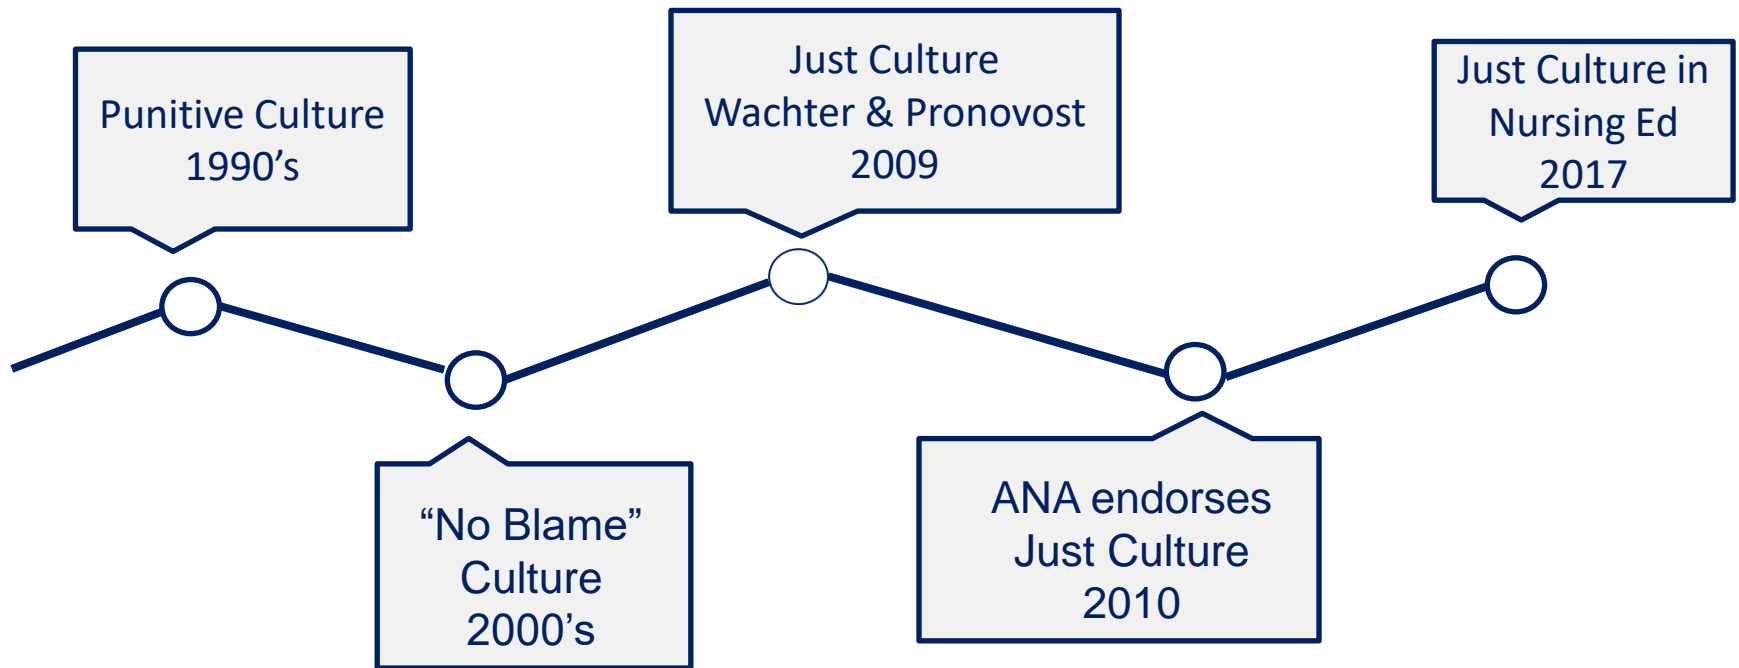 Punitive Culture
1990’s
“No Blame”
Culture
2000’s
Just Culture
Wachter & Pronovost
2009
ANA endorses
Just Culture
2010
Just Culture in
Nursing Ed
2017